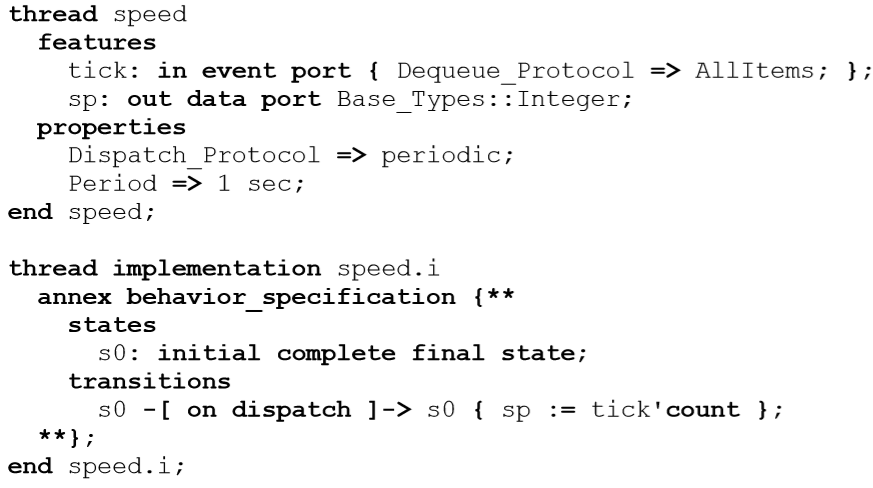 thread speed
features
tick: in event port { Dequeue_Protocol => AllItems; };
sp: out data port Base_Types::Integer;
properties
Dispatch_Protocol => periodic;
Period => 1 sec;
end speed;
thread implementation speed.i
annex behavior_specification {**
states
s0: initial complete final state;
transitions
s0 -[ on dispatch ]-> s0 { sp := tick'count };
**};
end speed.i;